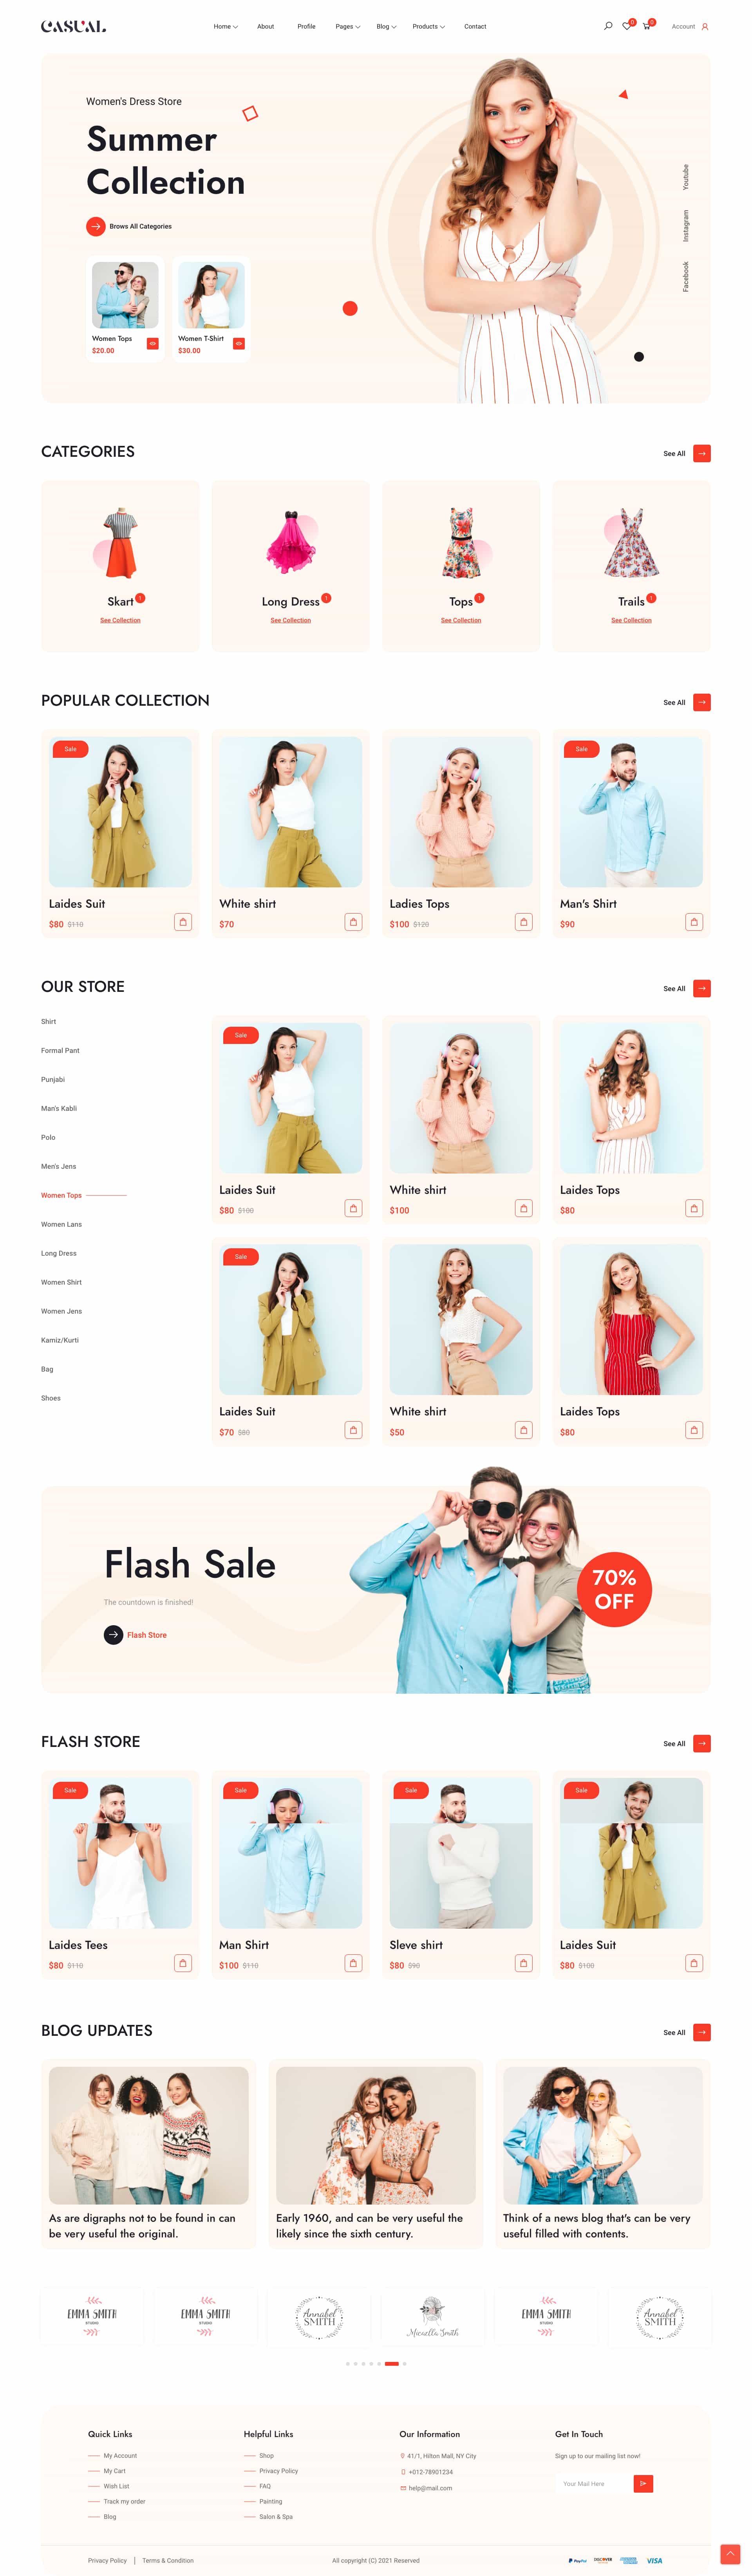 CASUAL
Home
About
Profile
Pages
Blog
Products
Contact
0
0
Account
Women's Dress Store
Summer
Collection
Brows All Categories
Women Tops
$20.00
Women T-Shirt
$30.00
Youtube
Instagram
Facebook
CATEGORIES
See All
Skart 1
See Collection
Long Dress 1
See Collection
Tops 1
See Collection
Trails 1
See Collection
POPULAR COLLECTION
See All
Sale
Laides Suit
$80 $110
White shirt
$70
Ladies Tops
$100 $120
Sale
Man's Shirt
$90
OUR STORE
See All
Shirt
Formal Pant
Punjabi
Man's Kabli
Polo
Men's Jens
Women Tops
Women Lans
Long Dress
Women Shirt
Women Jens
Kamiz/Kurti
Bag
Shoes
Sale
Laides Suit
$80 $100
White shirt
$100
Laides Tops
$80
Sale
Laides Suit
$70 $80
White shirt
$50
Laides Tops
$80
Flash Sale
The countdown is finished!
Flash Store
70%
OFF
FLASH STORE
See All
Sale
Laides Tees
$80 $110
Sale
Man Shirt
$100 $110
Sale
Sleve shirt
$80 $90
Sale
Laides Suit
$80 $100
BLOG UPDATES
See All
As are digraphs not to be found in can
be very useful the original.
Early 1960, and can be very useful the
likely since the sixth century.
Think of a news blog that's can be very
useful filled with contents.
EMMA SMITH
STUDIO
EMMA SMITH
STUDIO
Annabel
SMITH
Micaella Smith
EMMA SMITH
STUDIO
Annabel
SMITH
Quick Links
My Account
My Cart
Wish List
Track my order
Blog
Helpful Links
Shop
Privacy Policy
FAQ
Painting
Salon & Spa
Our Information
41/1, Hilton Mall, NY City
+012-78901234
help@mail.com
Get In Touch
Sign up to our mailing list now!
Your Mail Here
Privacy Policy
Terms & Condition
All copyright (C) 2021 Reserved
PayPal
DISCOVER
VISA